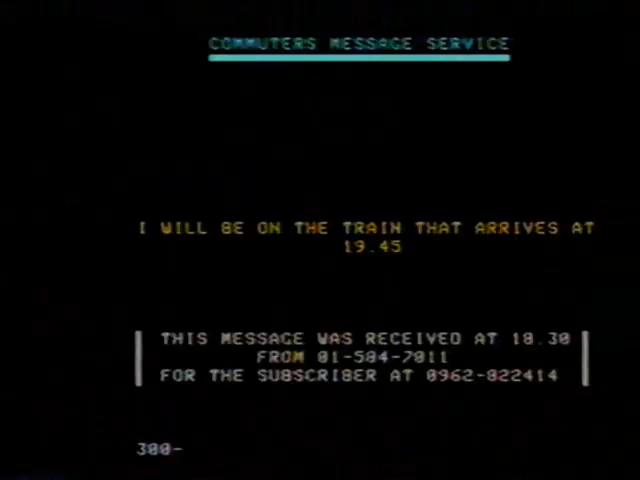 COMMUTERS MESSAGE SERVICE
I WILL BE ON THE TRAIN THAT ARRIVES AT
19.45
THIS MESSAGE WAS RECEIVED AT 18.30
FROM 01-584-7011
FOR THE SUBSCRIBER AT 0962-822414
300-